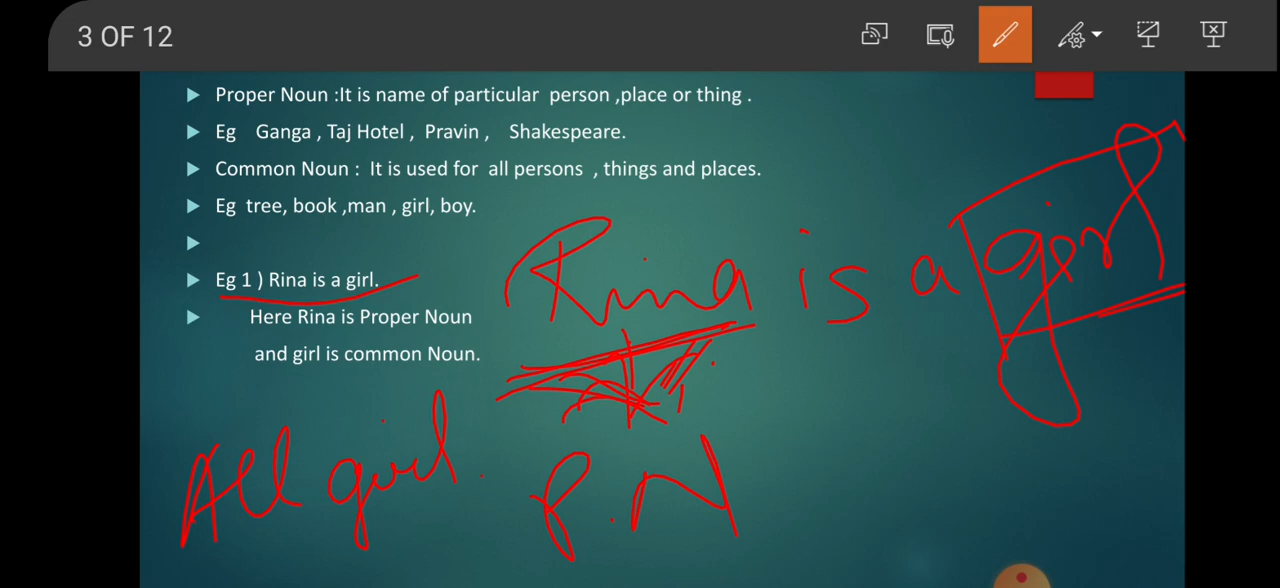 3 OF 12
Proper Noun :It is name of particular person ,place or thing .
Eg Ganga , Taj Hotel , Pravin , Shakespeare.
Common Noun : It is used for all persons , things and places.
Eg tree, book ,man , girl, boy.
Eg 1 ) Rina is a girl.
Here Rina is Proper Noun
and girl is common Noun.
Rina is a girl
All girl.
P.N